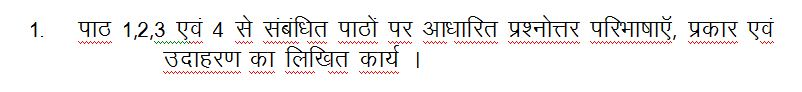 1. पाठ 1,2,3 एवं 4 से संबंधित पाठों पर आधारित प्रश्नोत्तर परिभाषाएॅ, प्रकार एवं
उदाहरण का लिखित कार्य ।